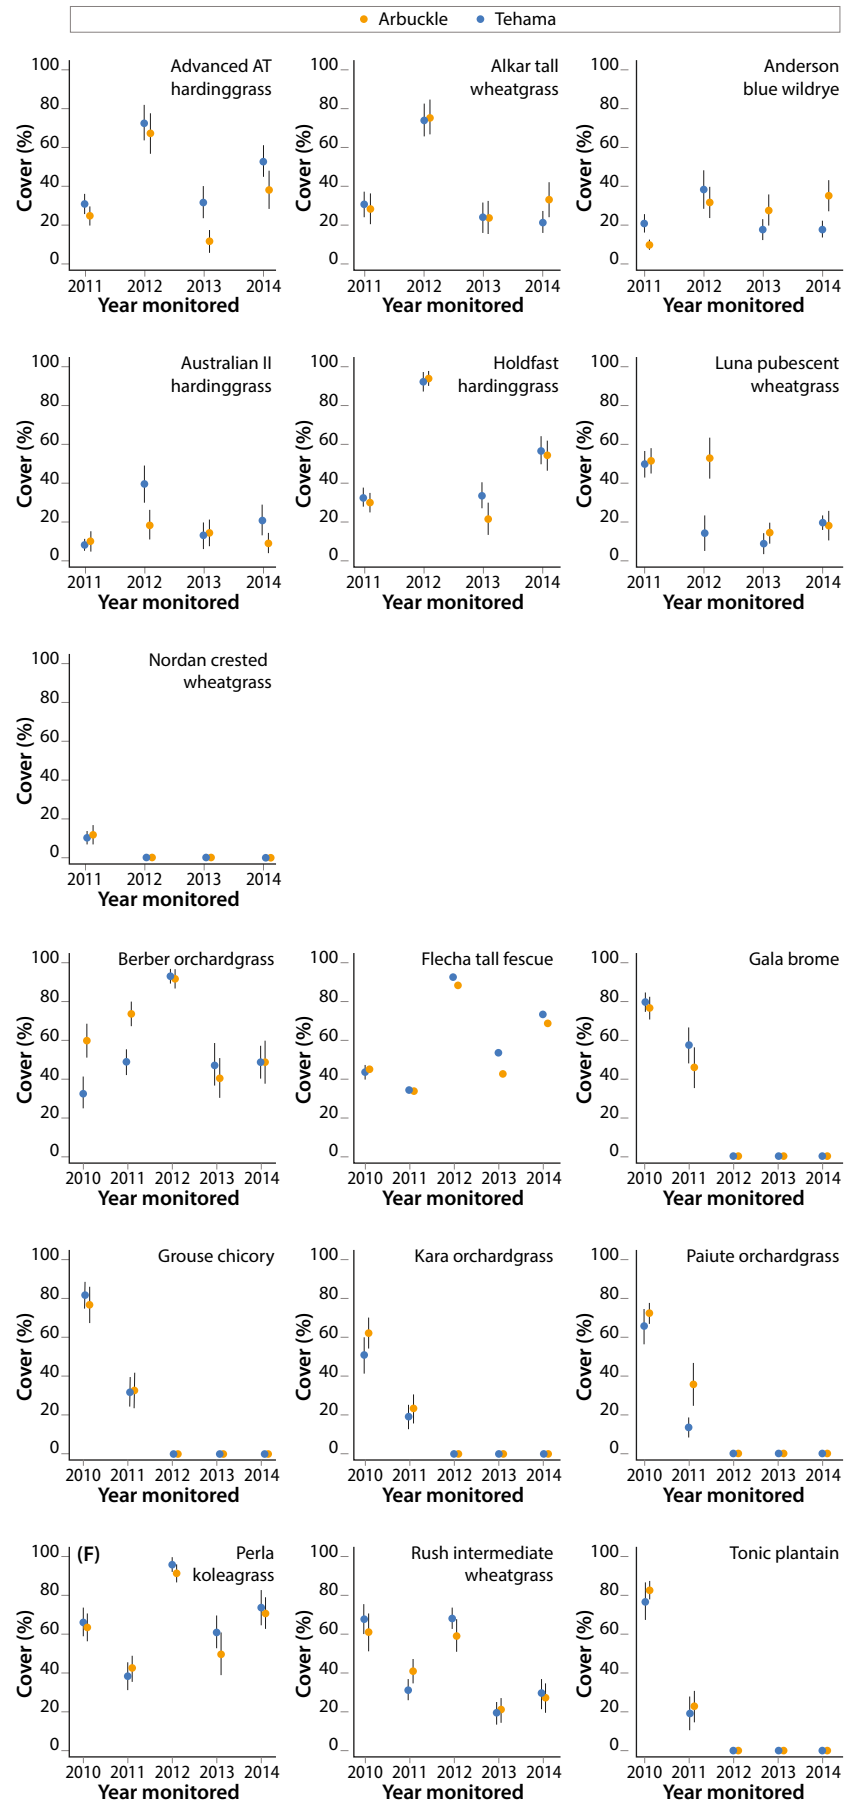 Arbuckle Tehama
Advanced AT
hardinggrass
Cover (%)
100
80
60
40
20
0
2011 2012 2013 2014
Year monitored
Alkar tall
wheatgrass
Cover (%)
100
80
60
40
20
0
2011 2012 2013 2014
Year monitored
Anderson
blue wildrye
Cover (%)
100
80
60
40
20
0
2011 2012 2013 2014
Year monitored
Australian II
hardinggrass
Cover (%)
100
80
60
40
20
0
2011 2012 2013 2014
Year monitored
Holdfast
hardinggrass
Cover (%)
100
80
60
40
20
0
2011 2012 2013 2014
Year monitored
Luna pubescent
wheatgrass
Cover (%)
100
80
60
40
20
0
2011 2012 2013 2014
Year monitored
Nordan crested
wheatgrass
Cover (%)
100
80
60
40
20
0
2011 2012 2013 2014
Year monitored
Berber orchardgrass
Cover (%)
100
80
60
40
20
0
2010 2011 2012 2013 2014
Year monitored
Flecha tall fescue
Cover (%)
100
80
60
40
20
0
2010 2011 2012 2013 2014
Year monitored
Gala brome
Cover (%)
100
80
60
40
20
0
2010 2011 2012 2013 2014
Year monitored
Grouse chicory
Cover (%)
100
80
60
40
20
0
2010 2011 2012 2013 2014
Year monitored
Kara orchardgrass
Cover (%)
100
80
60
40
20
0
2010 2011 2012 2013 2014
Year monitored
Paiute orchardgrass
Cover (%)
100
80
60
40
20
0
2010 2011 2012 2013 2014
Year monitored
(F) Perla
koleagrass
Cover (%)
100
80
60
40
20
0
2010 2011 2012 2013 2014
Year monitored
Rush intermediate
wheatgrass
Cover (%)
100
80
60
40
20
0
2010 2011 2012 2013 2014
Year monitored
Tonic plantain
Cover (%)
100
80
60
40
20
0
2010 2011 2012 2013 2014
Year monitored